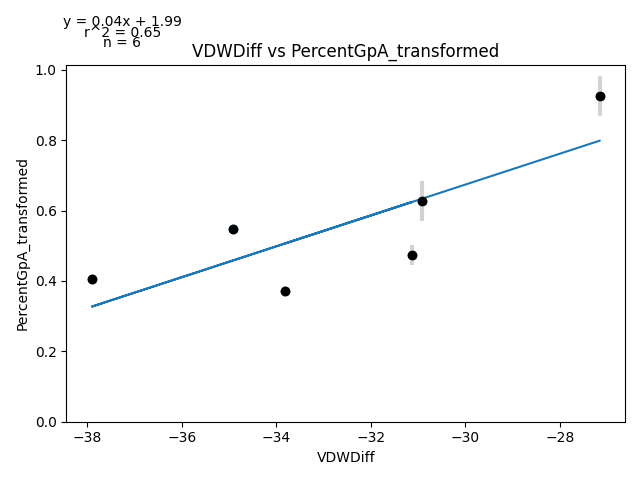 y = 0.04x + 1.99
r^2 = 0.65
n = 6
VDWDiff vs PercentGpA_transformed
1.0
0.8
0.6
0.4
0.2
0.0
PercentGpA_transformed
−38
−36
−34
−32
−30
−28
VDWDiff